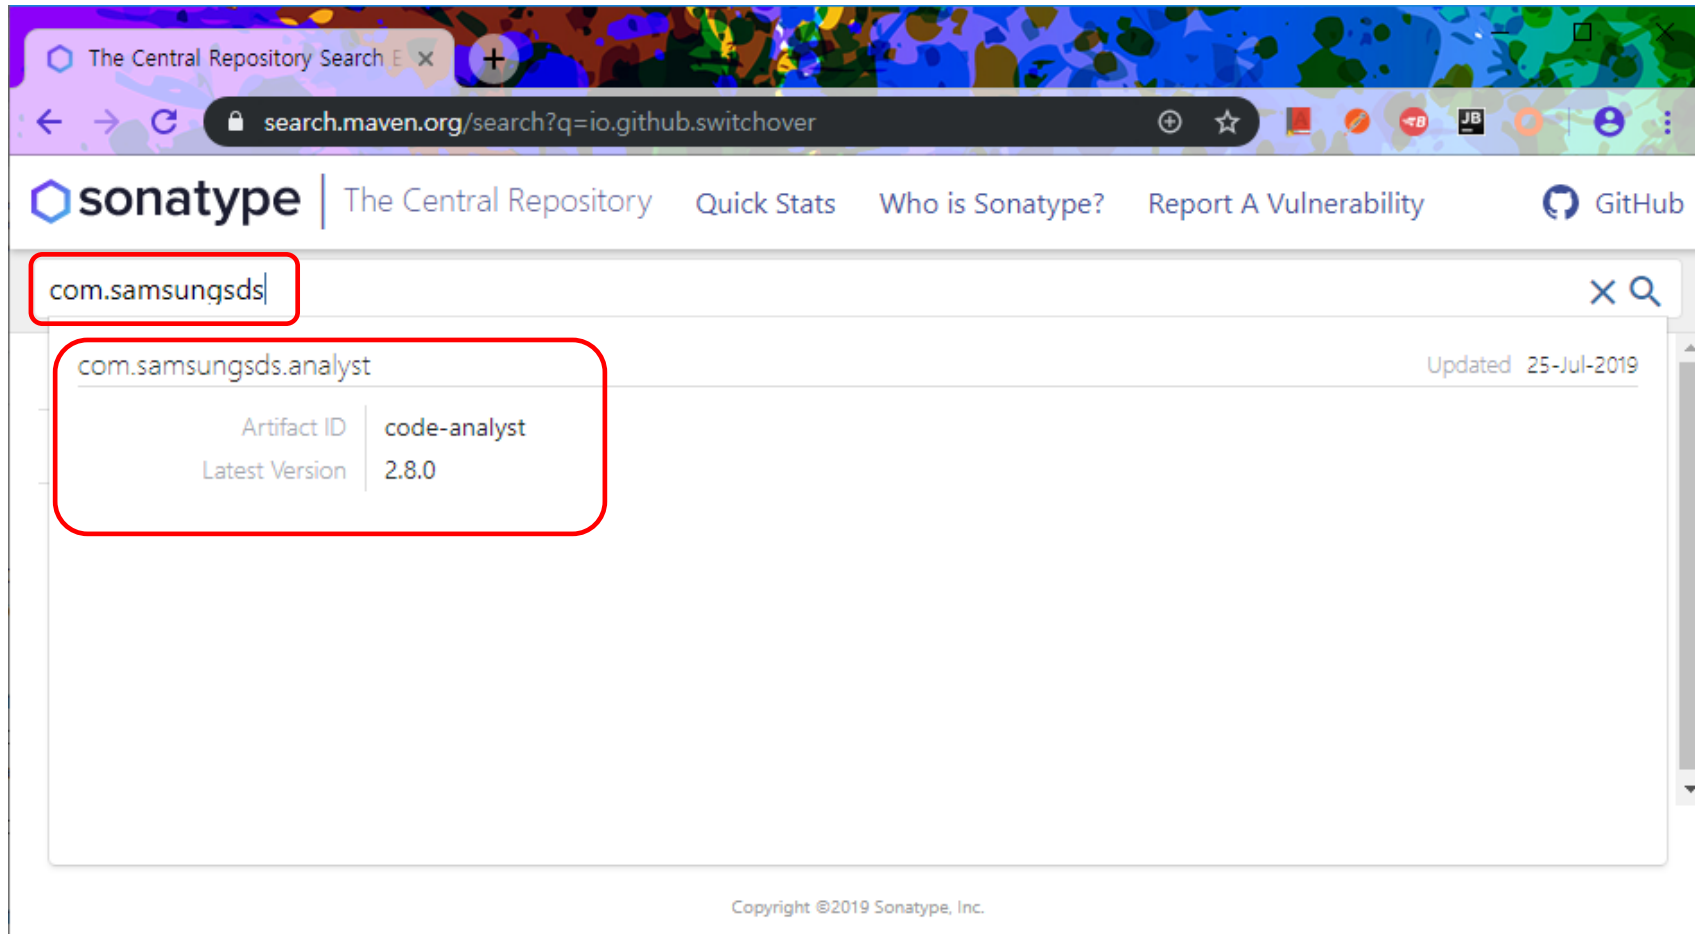 The Central Repository Search E
search.maven.org/search?q=io.github.switchover
JB
sonatype The Central Repository Quick Stats Who is Sonatype? Report A Vulnerability GitHub
com.samsungsds
com.samsungsds.analyst Updated 25-Jul-2019
Artifact ID code-analyst
Latest Version 2.8.0
Copyright ©2019 Sonatype, Inc.